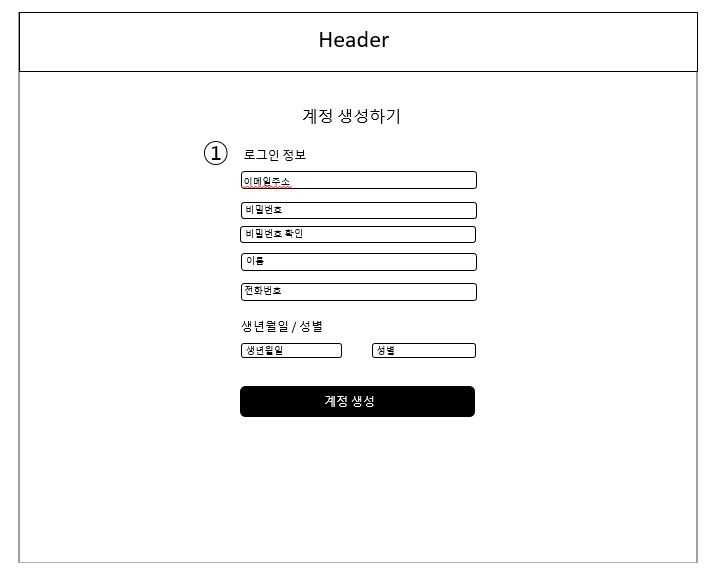 Header
계정 생성하기
① 로그인 정보
이메일주소
비밀번호
비밀번호 확인
이름
전화번호
생년월일 / 성별
생년월일 성별
계정 생성